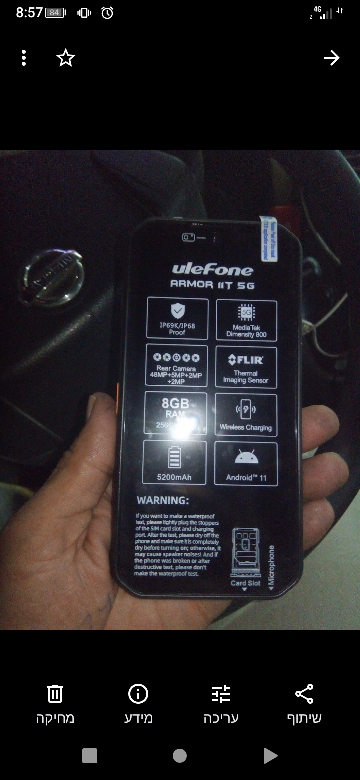 8:57
84
4G
ulefone
ARMOR 11T 5G
IP69K/IP68
Proof
5G
MediaTek
Dimensity 800
Rear Camera
48MP+5MP+2MP
+2MP
FLIR
Thermal
Imaging Sensor
8GB
RAM
Wireless Charging
5200mAh
Android™ 11
WARNING:
If you want to make a waterproof
test, please tightly plug the stoppers
of the SIM card slot and charging
port. After the test, please dry off the
phone and make sure it is completely
dry before turning on; otherwise, it
may cause speaker noises! And if
the phone was broken or after
destructive test, please don't
make the waterproof test.
Card Slot
Microphone
מחיקה
מידע
עריכה
שיתוף